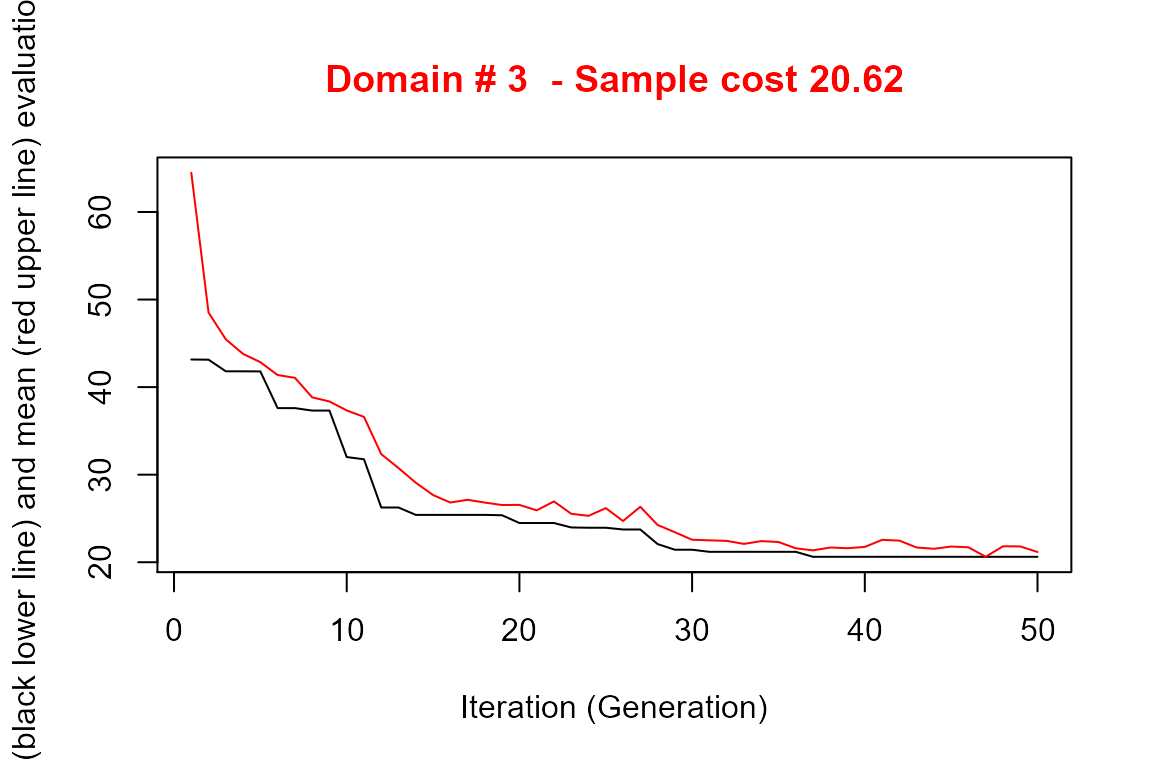 Domain # 3 - Sample cost 20.62
(black lower line) and mean (red upper line) evaluatio
60
50
40
30
20
0 10 20 30 40 50
Iteration (Generation)